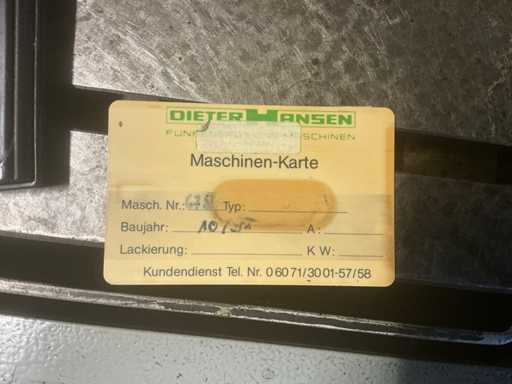 DIETER HANSEN
Maschinen-Karte
Masch. Nr.: Typ:
Baujahr: A:
Lackierung: KW:
Kundendienst Tel. Nr. 06071/3001-57/58